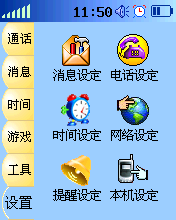 11:50
通话
消息
时间
游戏
工具
设置
消息设定 电话设定
时间设定 网络设定
提醒设定 本机设定